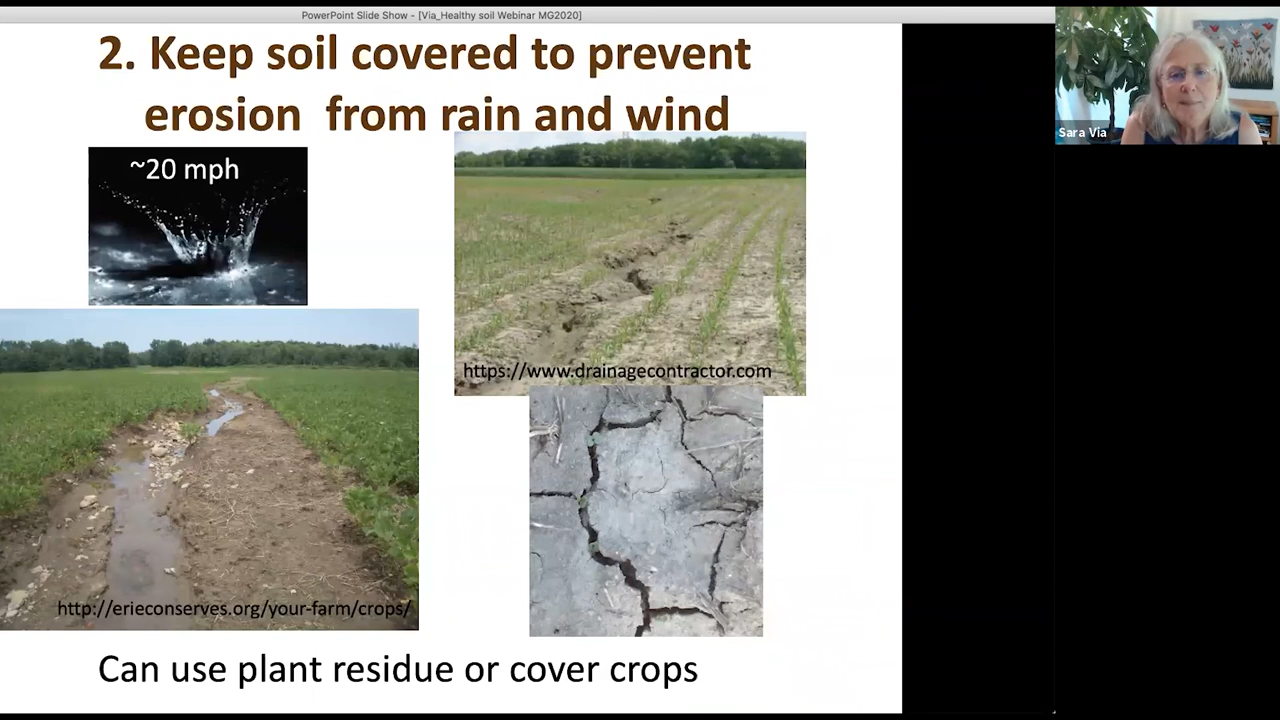 PowerPoint Slide Show - [Via_Healthy soil Webinar MG2020]
2. Keep soil covered to prevent
erosion from rain and wind
~20 mph
https://www.drainagecontractor.com
http://erieconserves.org/your-farm/crops/
Can use plant residue or cover crops
Sara Via